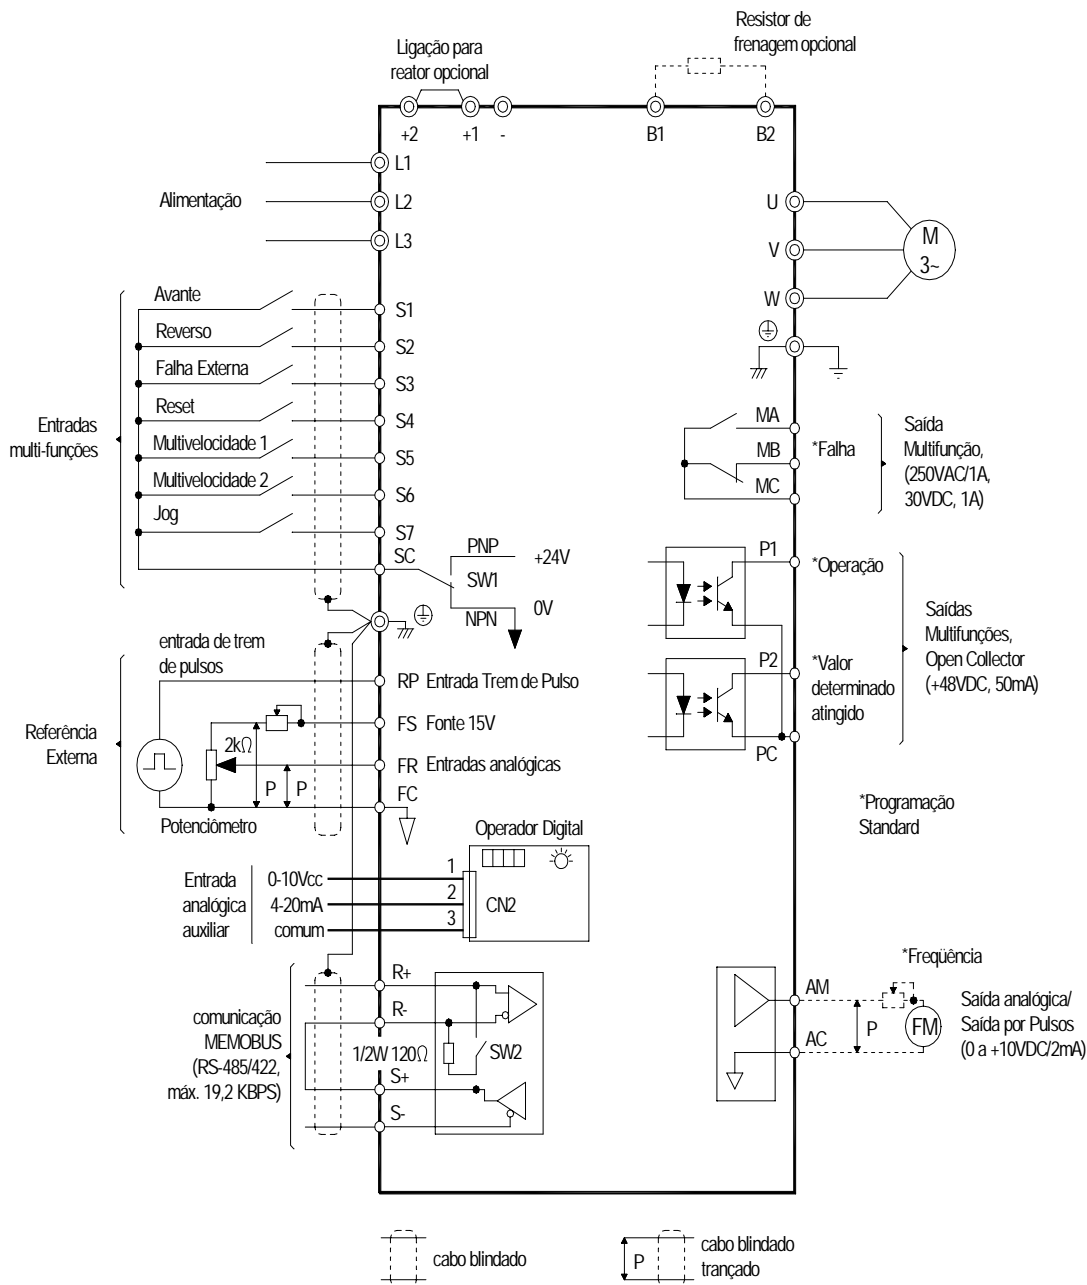 Resistor de
frenagem opcional
Ligação para
reator opcional
+2
+1
-
B1
B2
L1
Alimentação
L2
L3
U
V
W
M
3~
Avante
S1
Reverso
S2
Falha Externa
S3
Reset
S4
Entradas
multi-funções
Multivelocidade 1
S5
Multivelocidade 2
S6
Jog
S7
SC
PNP
+24V
SW1
NPN
0V
MA
MB
MC
*Falha
Saída
Multifunção,
(250VAC/1A,
30VDC, 1A)
P1
*Operação
P2
*Valor
determinado
atingido
PC
Saídas
Multifunções,
Open Collector
(+48VDC, 50mA)
*Programação
Standard
entrada de trem
de pulsos
RP Entrada Trem de Pulso
Referência
Externa
FS Fonte 15V
2kΩ
FR Entradas analógicas
P
P
FC
Potenciômetro
Operador Digital
Entrada
analógica
auxiliar
0-10Vcc
4-20mA
comum
1
2
3
CN2
comunicação
MEMOBUS
(RS-485/422,
máx. 19,2 KBPS)
R+
R-
1/2W 120Ω
SW2
S+
S-
*Freqüência
AM
AC
P
FM
Saída analógica/
Saída por Pulsos
(0 a +10VDC/2mA)
cabo blindado
P
cabo blindado
trançado